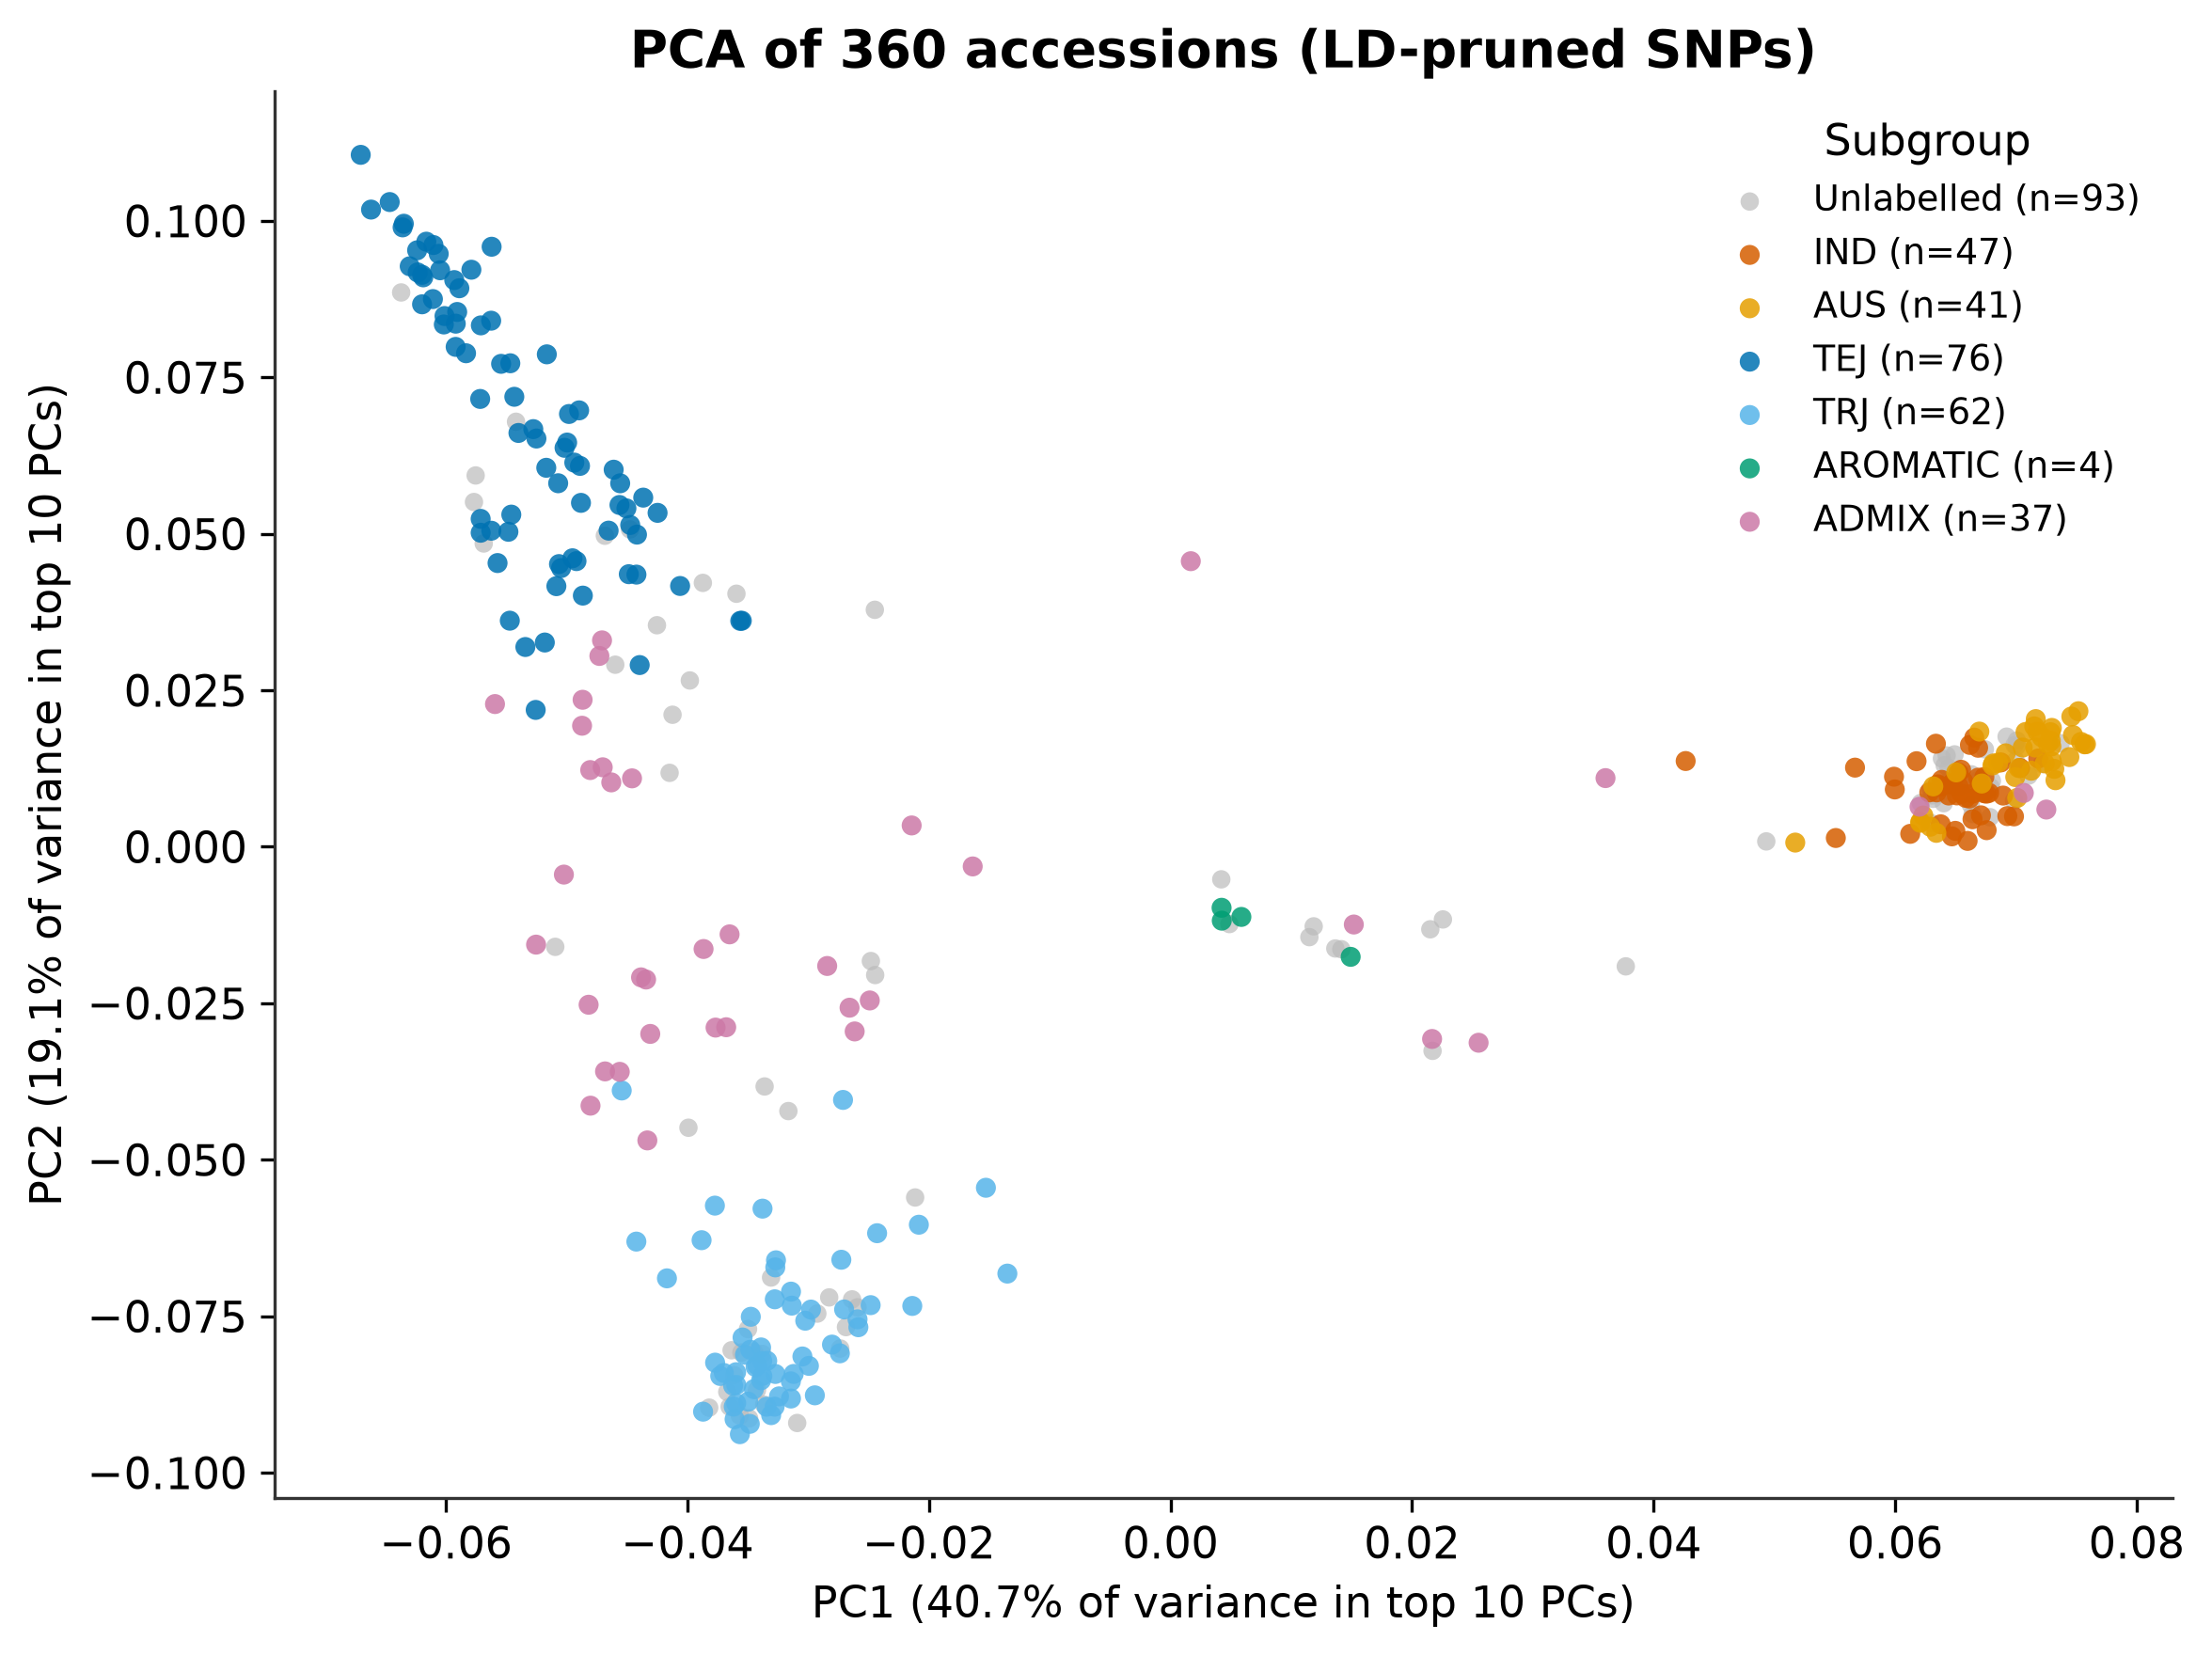 PCA of 360 accessions (LD-pruned SNPs)
Subgroup
Unlabelled (n=93)
IND (n=47)
AUS (n=41)
TEJ (n=76)
TRJ (n=62)
AROMATIC (n=4)
ADMIX (n=37)
PC2 (19.1% of variance in top 10 PCs)
0.100
0.075
0.050
0.025
0.000
−0.025
−0.050
−0.075
−0.100
−0.06
−0.04
−0.02
0.00
0.02
0.04
0.06
0.08
PC1 (40.7% of variance in top 10 PCs)